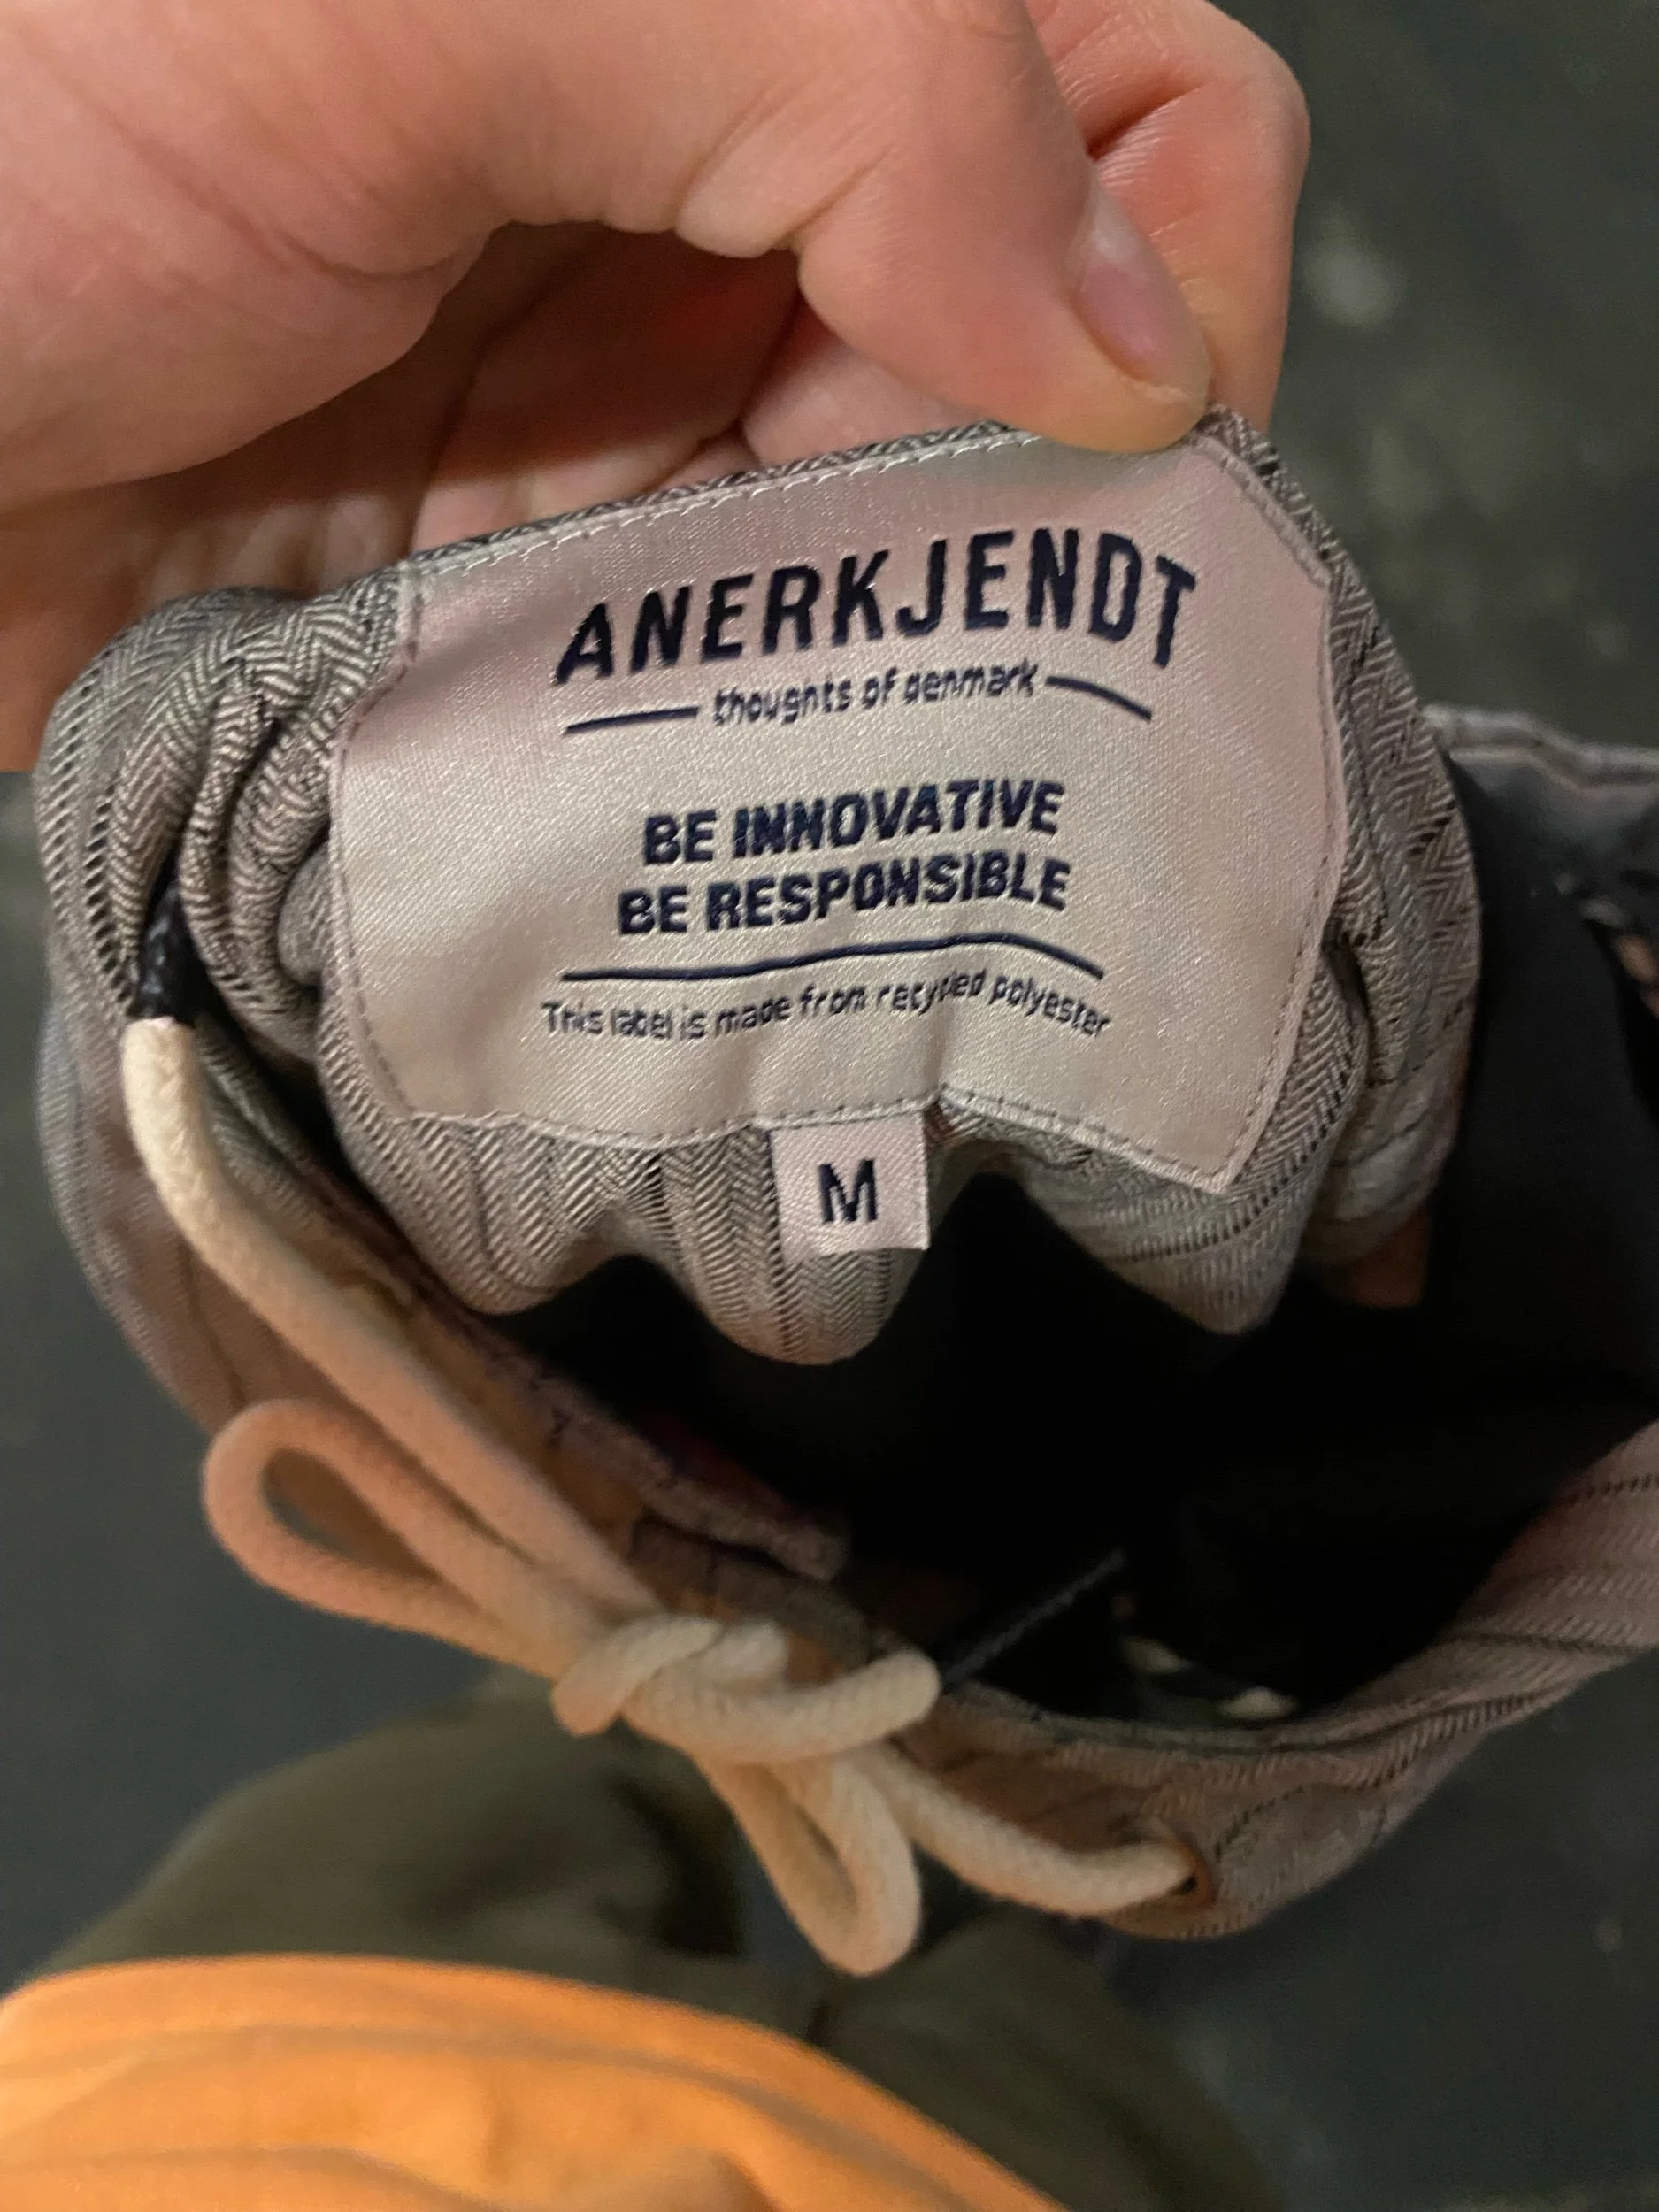 ANERKJENDT
thoughts of denmark
BE INNOVATIVE
BE RESPONSIBLE
This label is made from recycled polyester
M